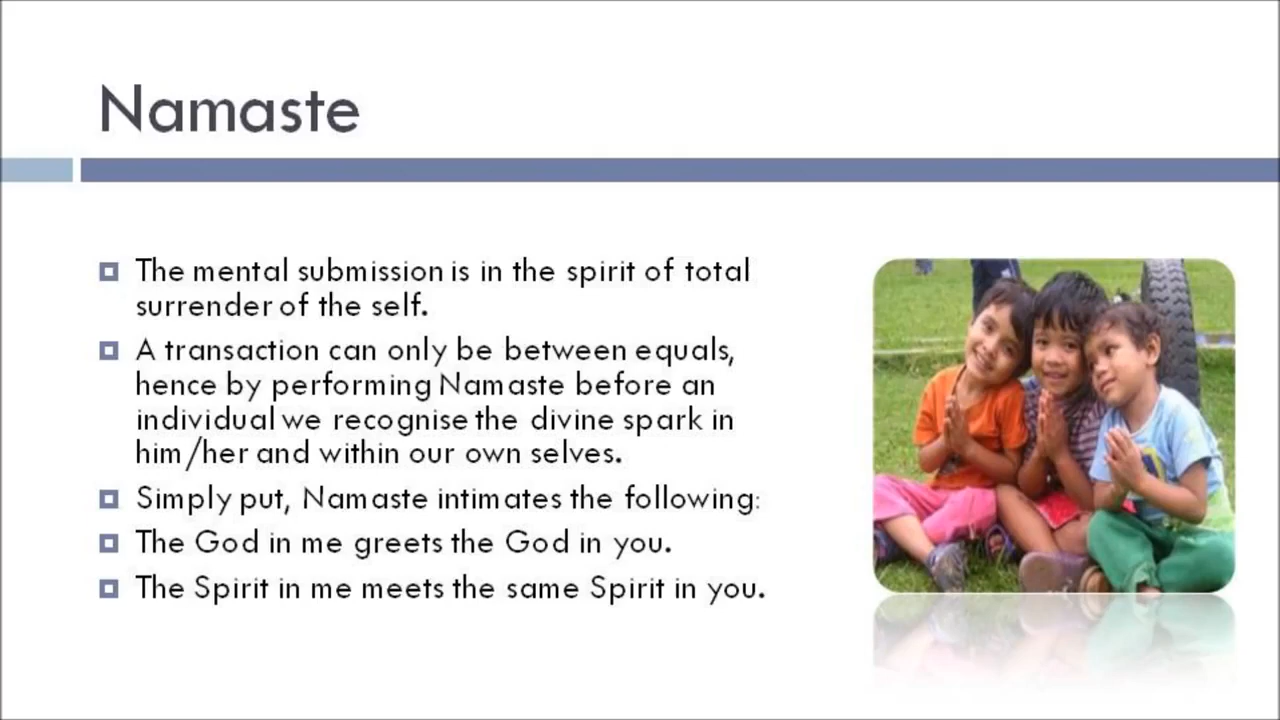 Namaste
The mental submission is in the spirit of total
surrender of the self.
A transaction can only be between equals,
hence by performing Namaste before an
individual we recognise the divine spark in
him/her and within our own selves.
Simply put, Namaste intimates the following:
The God in me greets the God in you.
The Spirit in me meets the same Spirit in you.